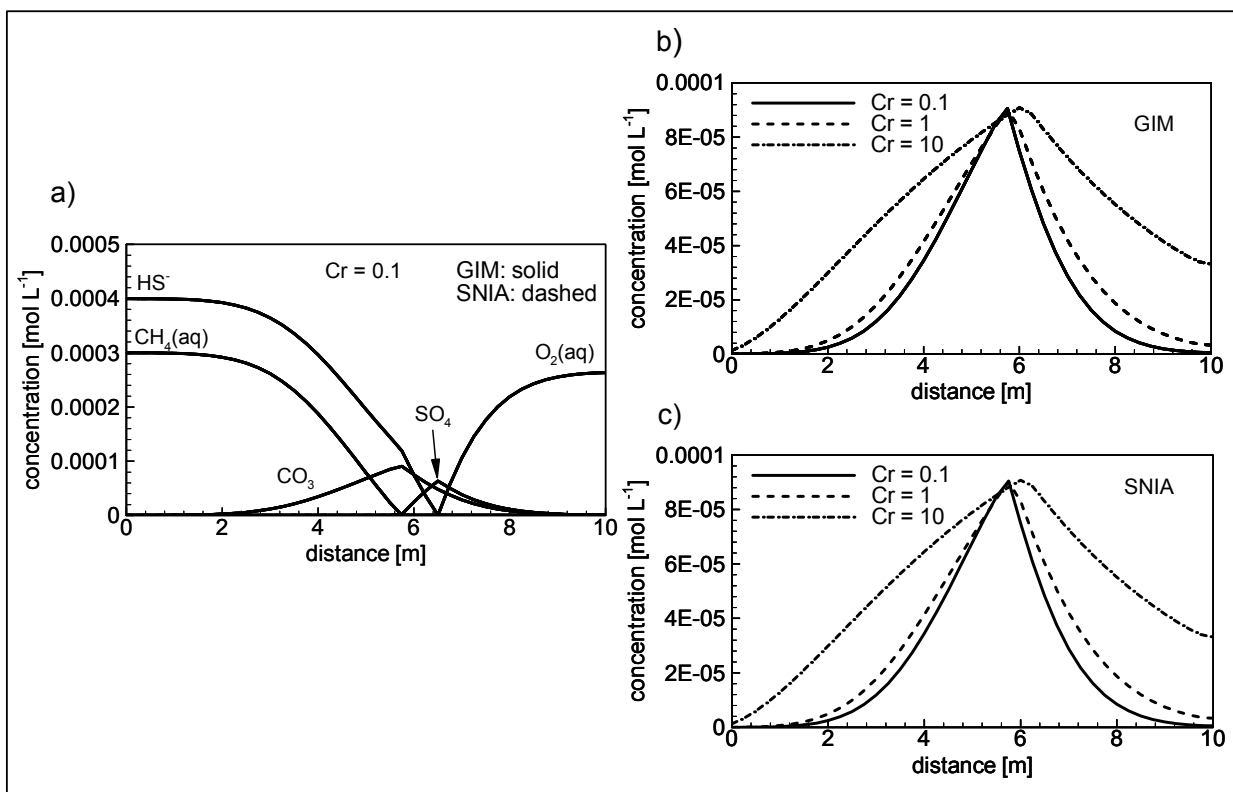 a)
0.0005
0.0004
0.0003
0.0002
0.0001
0
concentration [mol L⁻¹]
Cr = 0.1
GIM: solid
SNIA: dashed
HS⁻
CH₄(aq)
O₂(aq)
SO₄
CO₃
0 2 4 6 8 10
distance [m]
b)
0.0001
8E-05
6E-05
4E-05
2E-05
0
concentration [mol L⁻¹]
Cr = 0.1
Cr = 1
Cr = 10
GIM
0 2 4 6 8 10
distance [m]
c)
0.0001
8E-05
6E-05
4E-05
2E-05
0
concentration [mol L⁻¹]
Cr = 0.1
Cr = 1
Cr = 10
SNIA
0 2 4 6 8 10
distance [m]